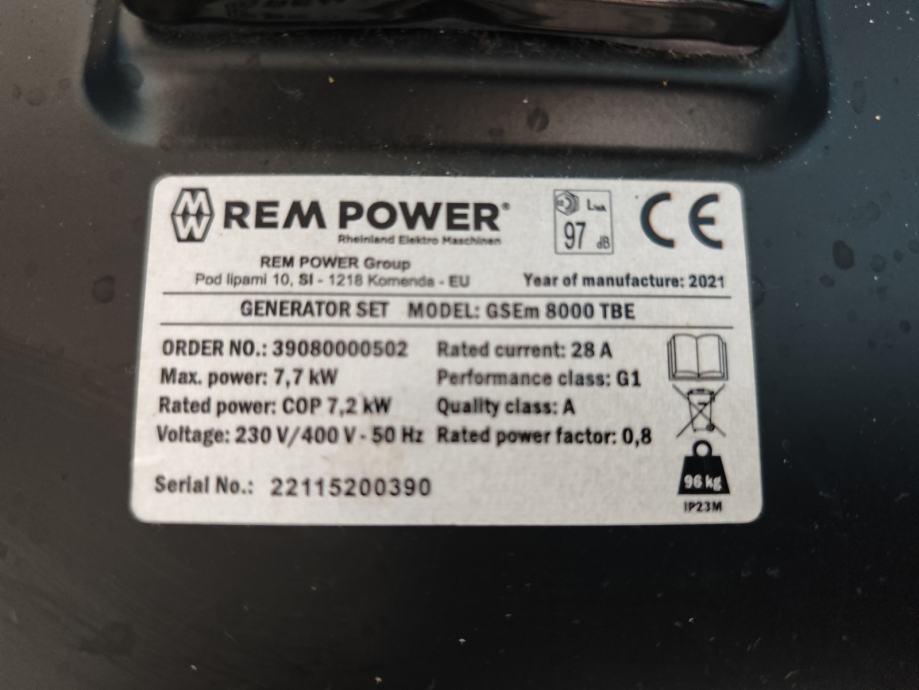 REM POWER®
Rheinland Elektro Maschinen
LWA
97 dB
CE
REM POWER Group
Pod lipami 10, SI - 1218 Komenda - EU
Year of manufacture: 2021
GENERATOR SET MODEL: GSEm 8000 TBE
ORDER NO.: 39080000502 Rated current: 28 A
Max. power: 7,7 kW Performance class: G1
Rated power: COP 7,2 kW Quality class: A
Voltage: 230 V/400 V - 50 Hz Rated power factor: 0,8
96 kg
Serial No.: 22115200390
IP23M